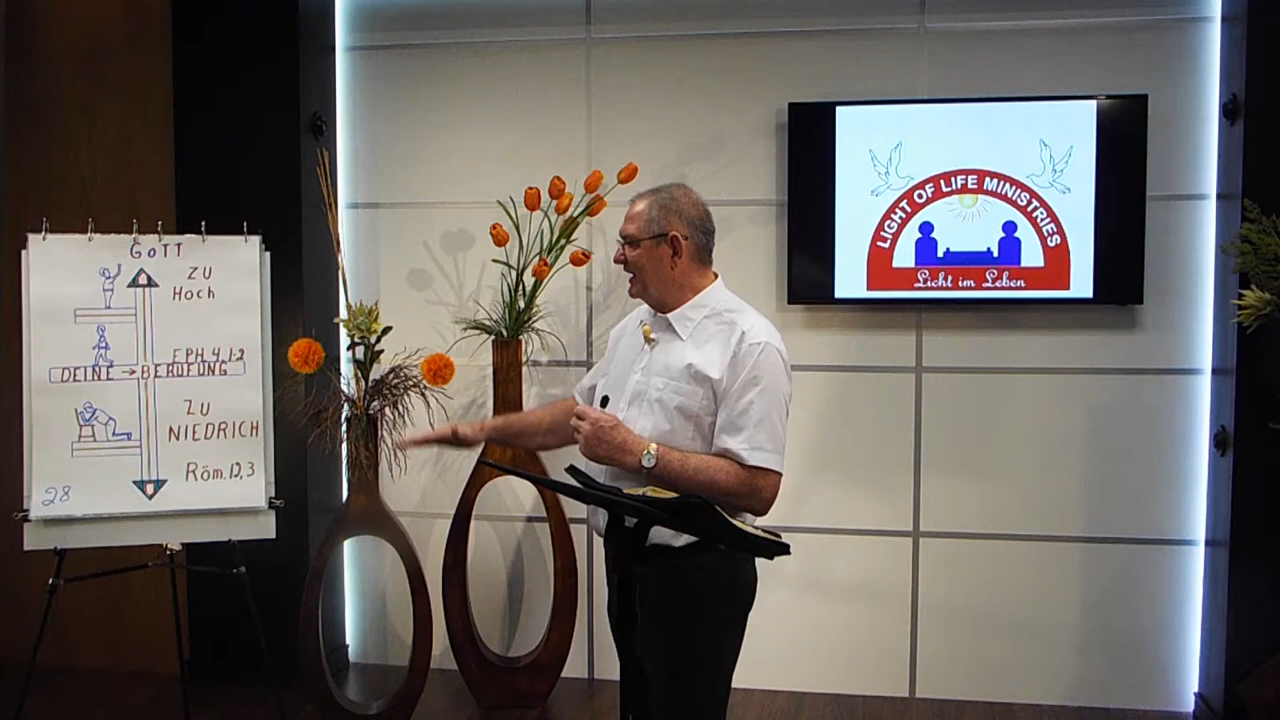 GOTT
ZU
HOCH
EPH. 4,1-2
DEINE → BERUFUNG
ZU
NIEDRICH
Röm. 12,3
28
LIGHT OF LIFE MINISTRIES
Licht im Leben